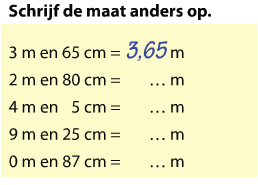 Schrijf de maat anders op.
3 m en 65 cm = 3,65 m
2 m en 80 cm = ... m
4 m en 5 cm = ... m
9 m en 25 cm = ... m
0 m en 87 cm = ... m